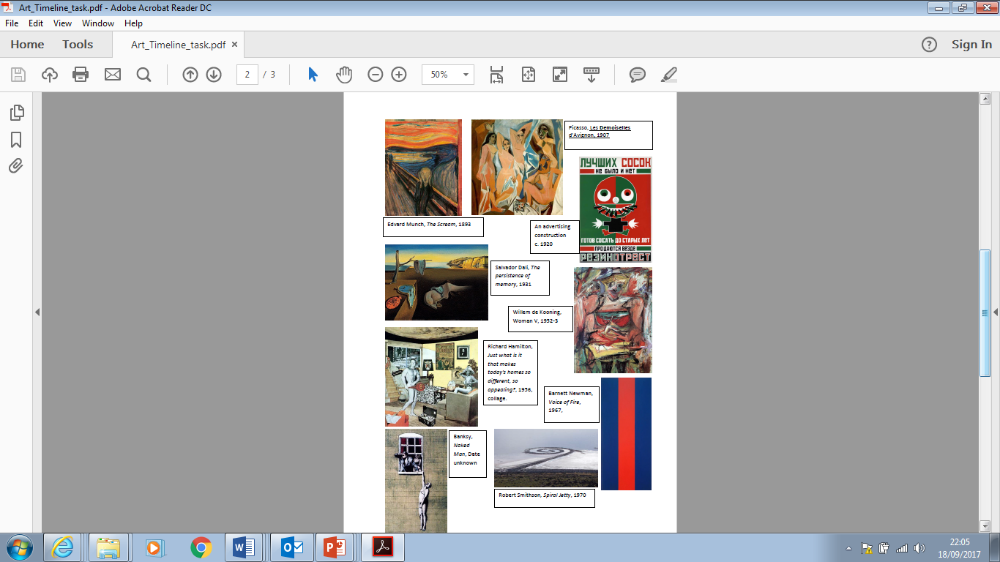 Art_Timeline_task.pdf - Adobe Acrobat Reader DC
File Edit View Window Help
Home Tools Art_Timeline_task.pdf × ? Sign In
2 / 3 50%
Picasso, Les Demoiselles
d'Avignon, 1907
ЛУЧШИХ СОСОК
НЕ БЫЛО И НЕТ
ГОТОВ СОСАТЬ ДО СТАРЫХ ЛЕТ
ПРОДАЮТСЯ ВЕЗДЕ
РЕЗИНОТРЕСТ
Edvard Munch, The Scream, 1893
An advertising
construction
c. 1920
Salvador Dali, The
persistence of
memory, 1931
Willem de Kooning,
Woman V, 1952-3
Richard Hamilton,
Just what is it
that makes
today's homes so
different, so
appealing?, 1956,
collage.
Barnett Newman,
Voice of Fire,
1967,
Banksy,
Naked
Man, Date
unknown
Robert Smithson, Spiral Jetty, 1970
22:05
18/09/2017